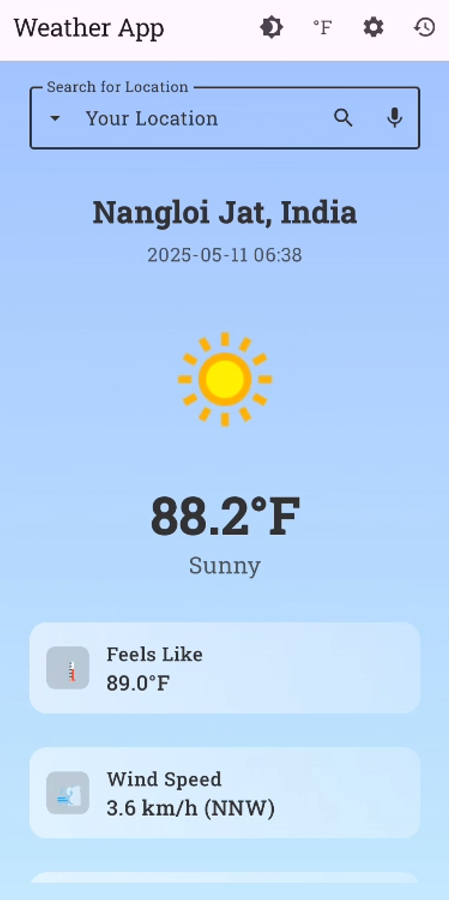 Weather App
°F
Search for Location
Your Location
Nangloi Jat, India
2025-05-11 06:38
88.2°F
Sunny
Feels Like
89.0°F
Wind Speed
3.6 km/h (NNW)